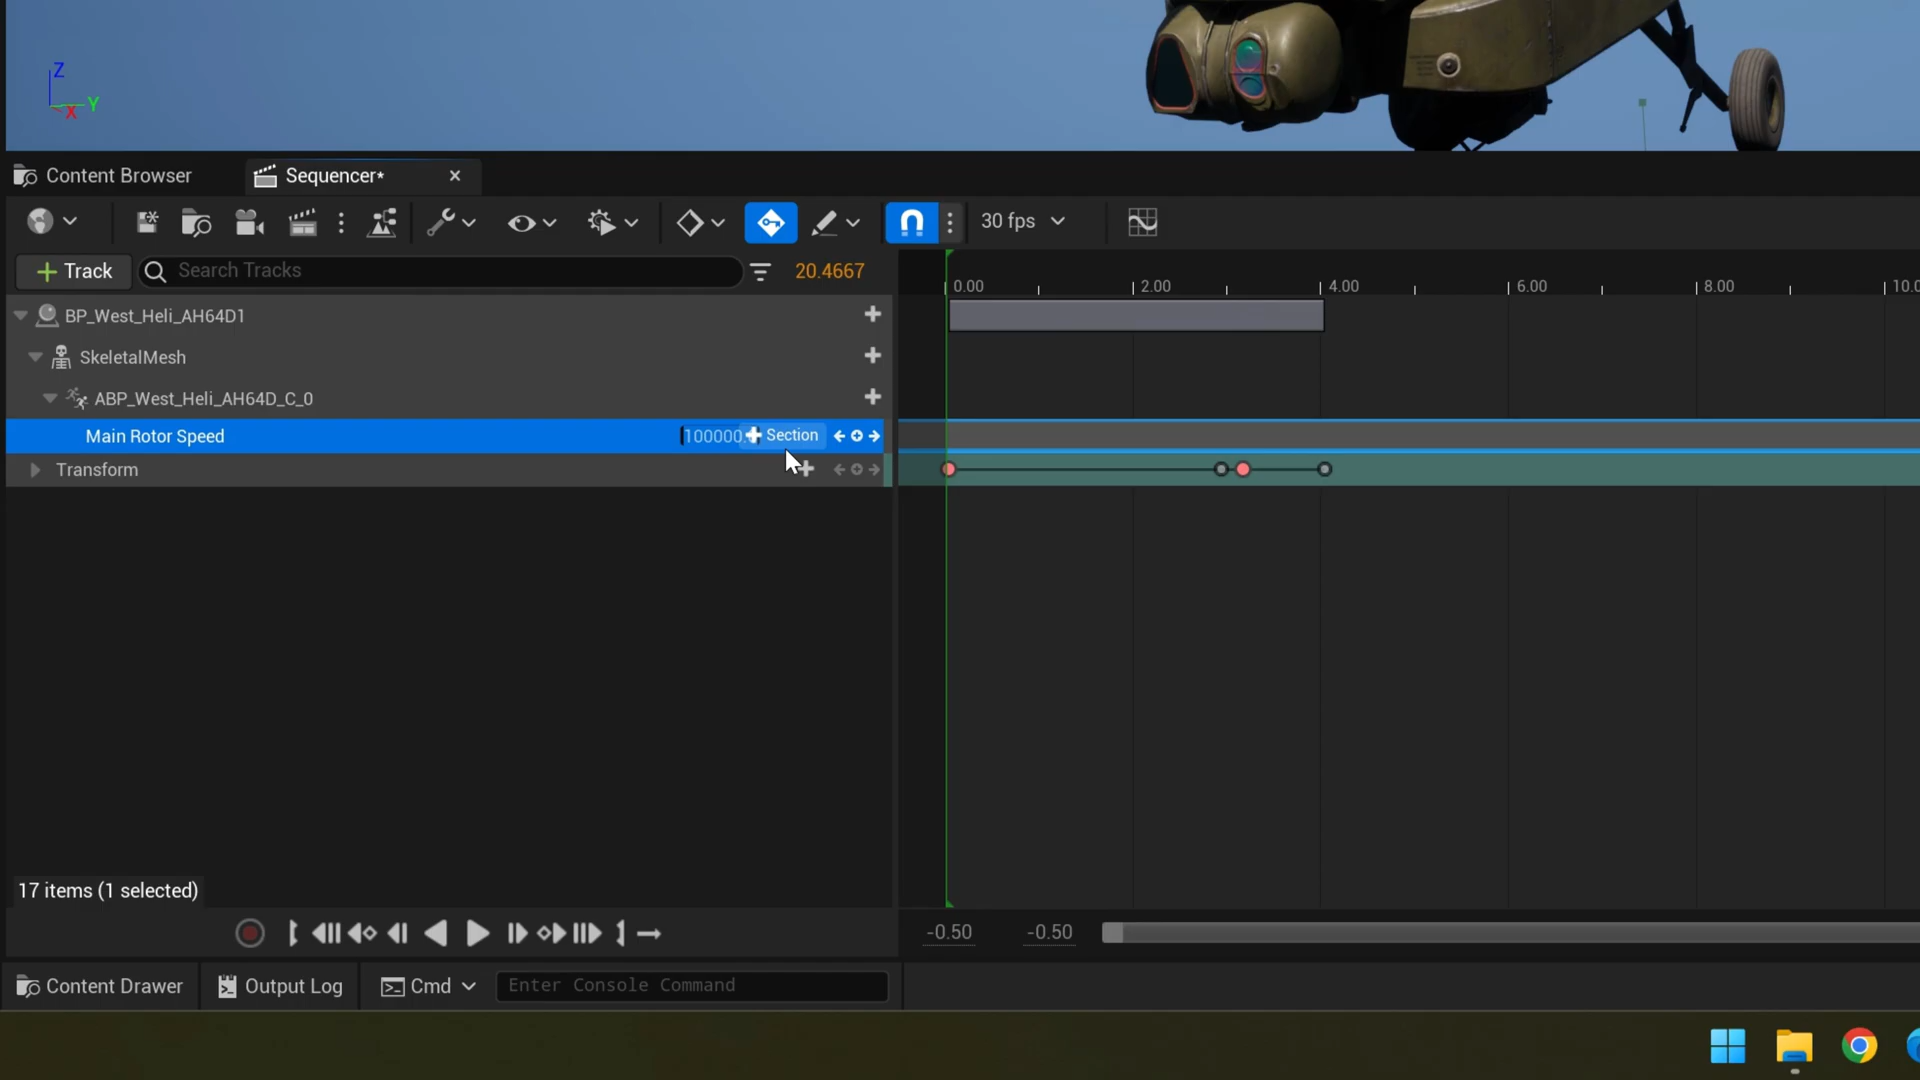 Z
Y
X
Content Browser
Sequencer*
30 fps
Track
Search Tracks
20.4667
0.00
2.00
4.00
6.00
8.00
10.0
BP_West_Heli_AH64D1
SkeletalMesh
ABP_West_Heli_AH64D_C_0
Main Rotor Speed
100000.
Section
Transform
17 items (1 selected)
-0.50
-0.50
Content Drawer
Output Log
Cmd
Enter Console Command